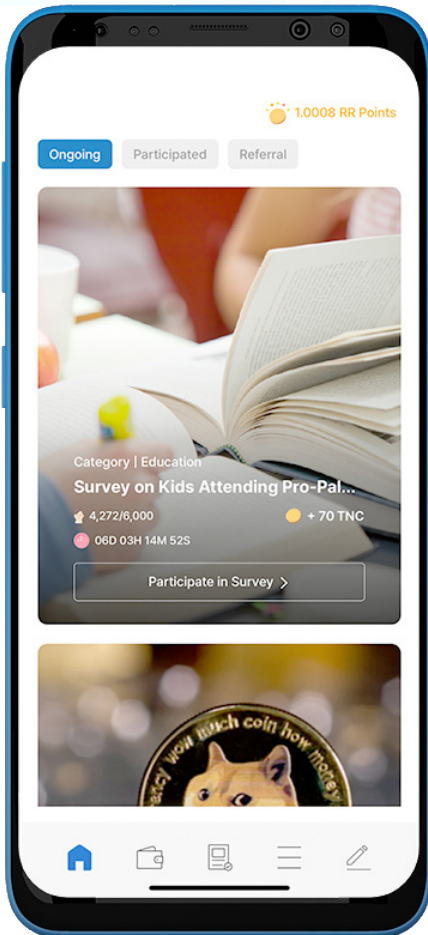 1.0008 RR Points
Ongoing
Participated
Referral
Category | Education
Survey on Kids Attending Pro-Pal...
4,272/6,000
+ 70 TNC
06D 03H 14M 52S
Participate in Survey >
wow much coin how money